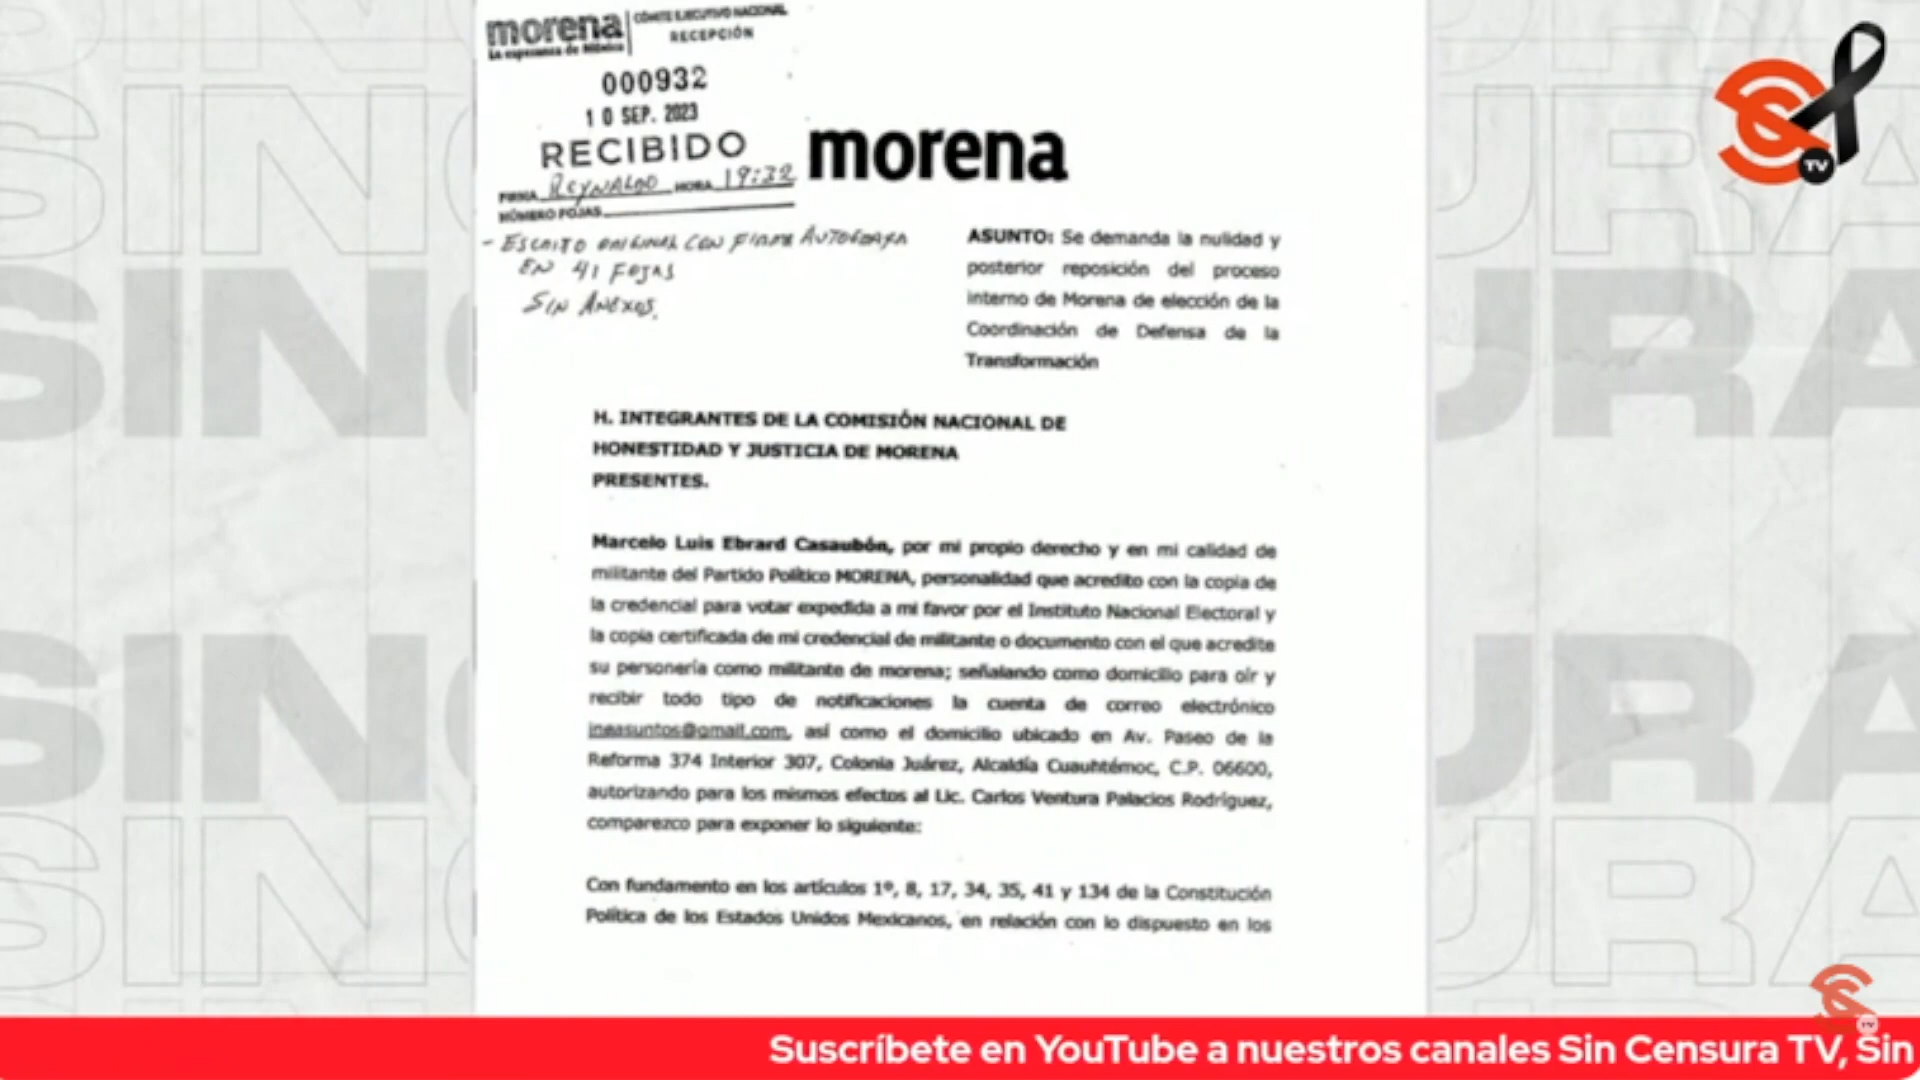 morena
La esperanza de México
COMITÉ EJECUTIVO NACIONAL
RECEPCIÓN
000932
10 SEP. 2023
RECIBIDO
FIRMA REYNALDO HORA 19:32
NÚMERO FOJAS
- ESCRITO ORIGINAL CON FIRMA AUTOGRAFA
EN 41 FOJAS
SIN ANEXOS.
morena
ASUNTO: Se demanda la nulidad y
posterior reposición del proceso
interno de Morena de elección de la
Coordinación de Defensa de la
Transformación
H. INTEGRANTES DE LA COMISIÓN NACIONAL DE
HONESTIDAD Y JUSTICIA DE MORENA
PRESENTES.
Marcelo Luis Ebrard Casaubón, por mi propio derecho y en mi calidad de
militante del Partido Político MORENA, personalidad que acredito con la copia de
la credencial para votar expedida a mi favor por el Instituto Nacional Electoral y
la copia certificada de mi credencial de militante o documento con el que acredite
su personería como militante de morena; señalando como domicilio para oír y
recibir todo tipo de notificaciones la cuenta de correo electrónico
ineasuntos@gmail.com, así como el domicilio ubicado en Av. Paseo de la
Reforma 374 Interior 307, Colonia Juárez, Alcaldía Cuauhtémoc, C.P. 06600,
autorizando para los mismos efectos al Lic. Carlos Ventura Palacios Rodríguez,
comparezco para exponer lo siguiente:
Con fundamento en los artículos 1º, 8, 17, 34, 35, 41 y 134 de la Constitución
Política de los Estados Unidos Mexicanos, en relación con lo dispuesto en los
TV
SIN URA
SIN URA
SIN URA
SIN URA
TV
Suscríbete en YouTube a nuestros canales Sin Censura TV, Sin